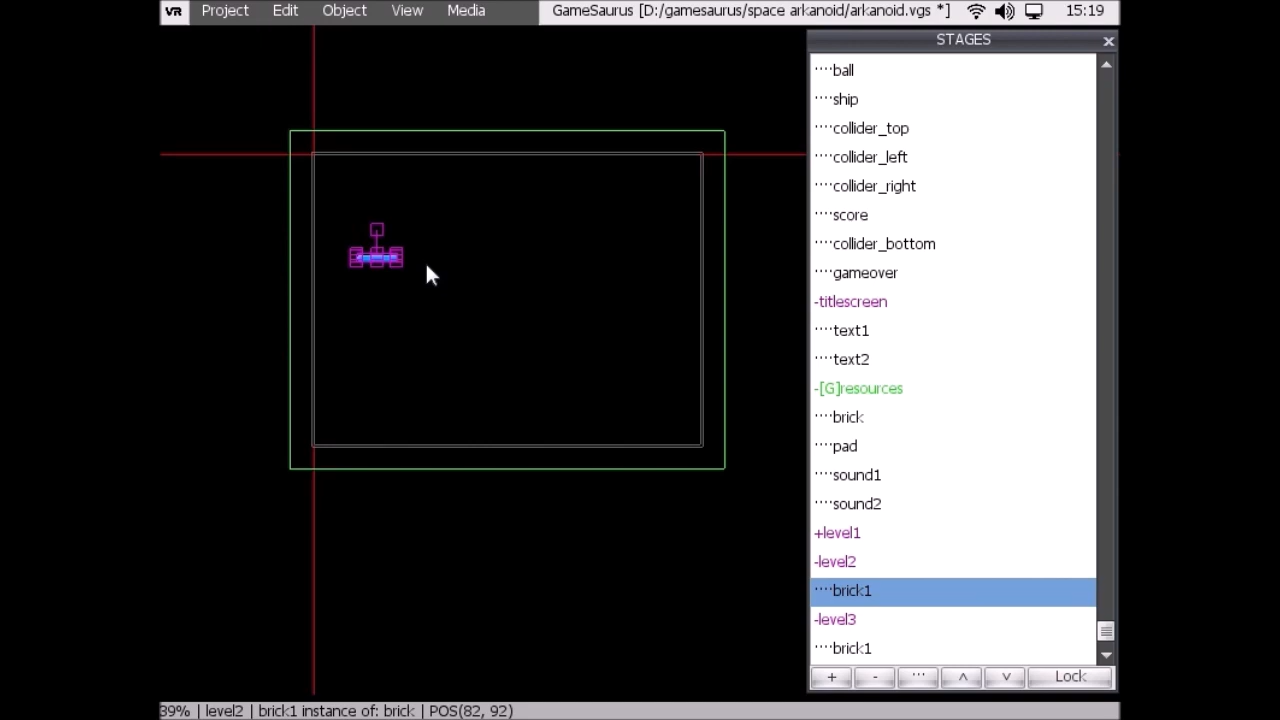 VR Project Edit Object View Media GameSaurus [D:/gamesaurus/space arkanoid/arkanoid.vgs *] 15:19
STAGES
····ball
····ship
····collider_top
····collider_left
····collider_right
····score
····collider_bottom
····gameover
-titlescreen
····text1
····text2
-[G]resources
····brick
····pad
····sound1
····sound2
+level1
-level2
····brick1
-level3
····brick1
+ - ··· ˄ ˅ Lock
39% | level2 | brick1 instance of: brick | POS(82, 92)